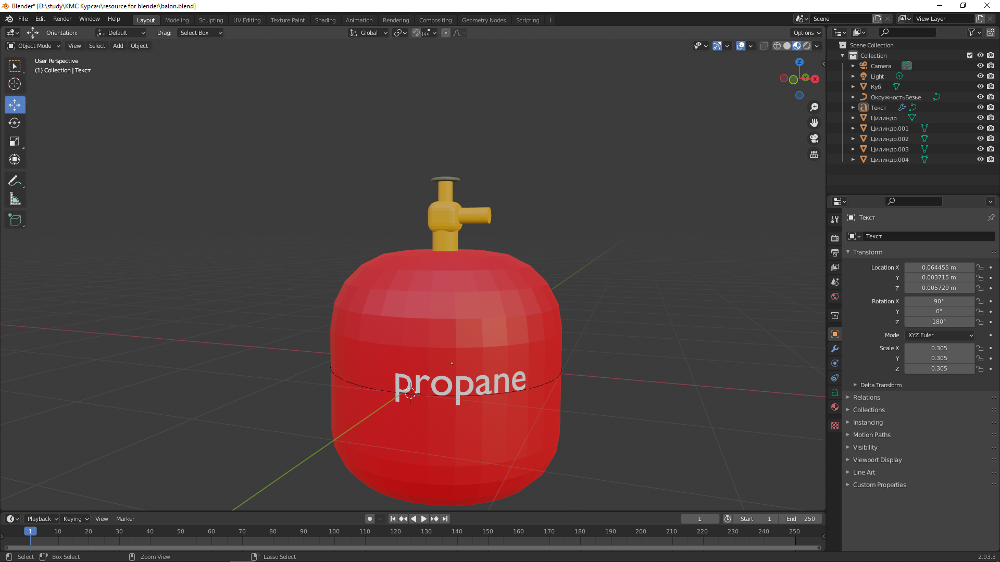 Blender* [D:\study\КМС Курсач\resource for blender\balon.blend]
File Edit Render Window Help Layout Modeling Sculpting UV Editing Texture Paint Shading Animation Rendering Compositing Geometry Nodes Scripting + Scene View Layer
Orientation: Default Drag: Select Box Global Options
Object Mode View Select Add Object
User Perspective
(1) Collection | Текст
Z
Y
X
propane
Scene Collection
Collection
Camera
Light
Куб
ОкружностьБезье
Текст
Цилиндр
Цилиндр.001
Цилиндр.002
Цилиндр.003
Цилиндр.004
Текст
Текст
Transform
Location X 0.064455 m
Y 0.003715 m
Z 0.005729 m
Rotation X 90°
Y 0°
Z 180°
Mode XYZ Euler
Scale X 0.305
Y 0.305
Z 0.305
Delta Transform
Relations
Collections
Instancing
Motion Paths
Visibility
Viewport Display
Line Art
Custom Properties
Playback Keying View Marker 1 Start 1 End 250
1 10 20 30 40 50 60 70 80 90 100 110 120 130 140 150 160 170 180 190 200 210 220 230 240 250
Select Box Select Zoom View Lasso Select 2.93.3